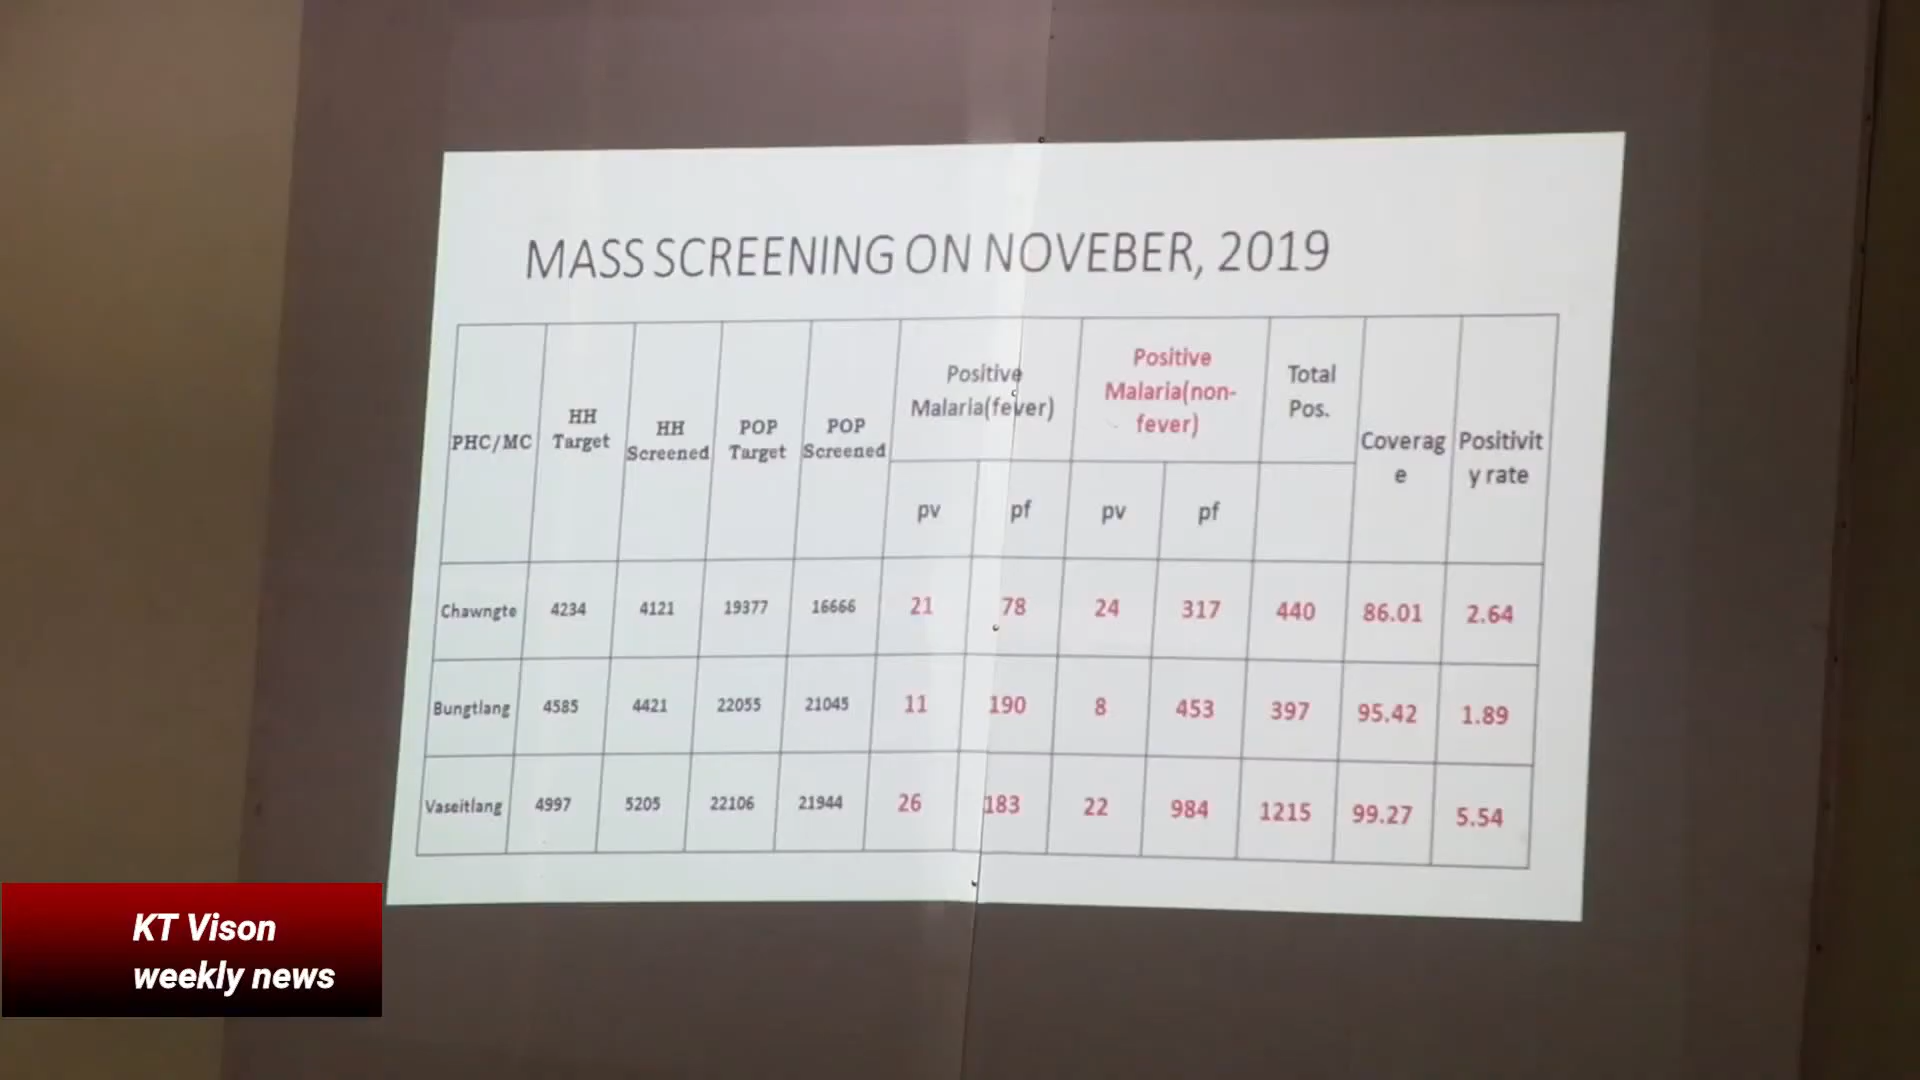 MASS SCREENING ON NOVEBER, 2019
PHC/MC
HH
Target
HH
Screened
POP
Target
POP
Screened
Positive
Malaria(fever)
Positive
Malaria(non-
fever)
Total
Pos.
Coverag
e
Positivit
y rate
pv pf pv pf
Chawngte 4234 4121 19377 16666 21 78 24 317 440 86.01 2.64
Bungtlang 4585 4421 22055 21045 11 190 8 453 397 95.42 1.89
Vaseitlang 4997 5205 22106 21944 26 183 22 984 1215 99.27 5.54
KT Vison
weekly news